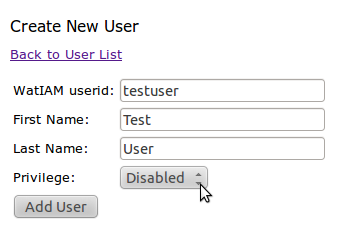 Create New User
Back to User List
WatIAM userid: testuser
First Name: Test
Last Name: User
Privilege: Disabled
Add User